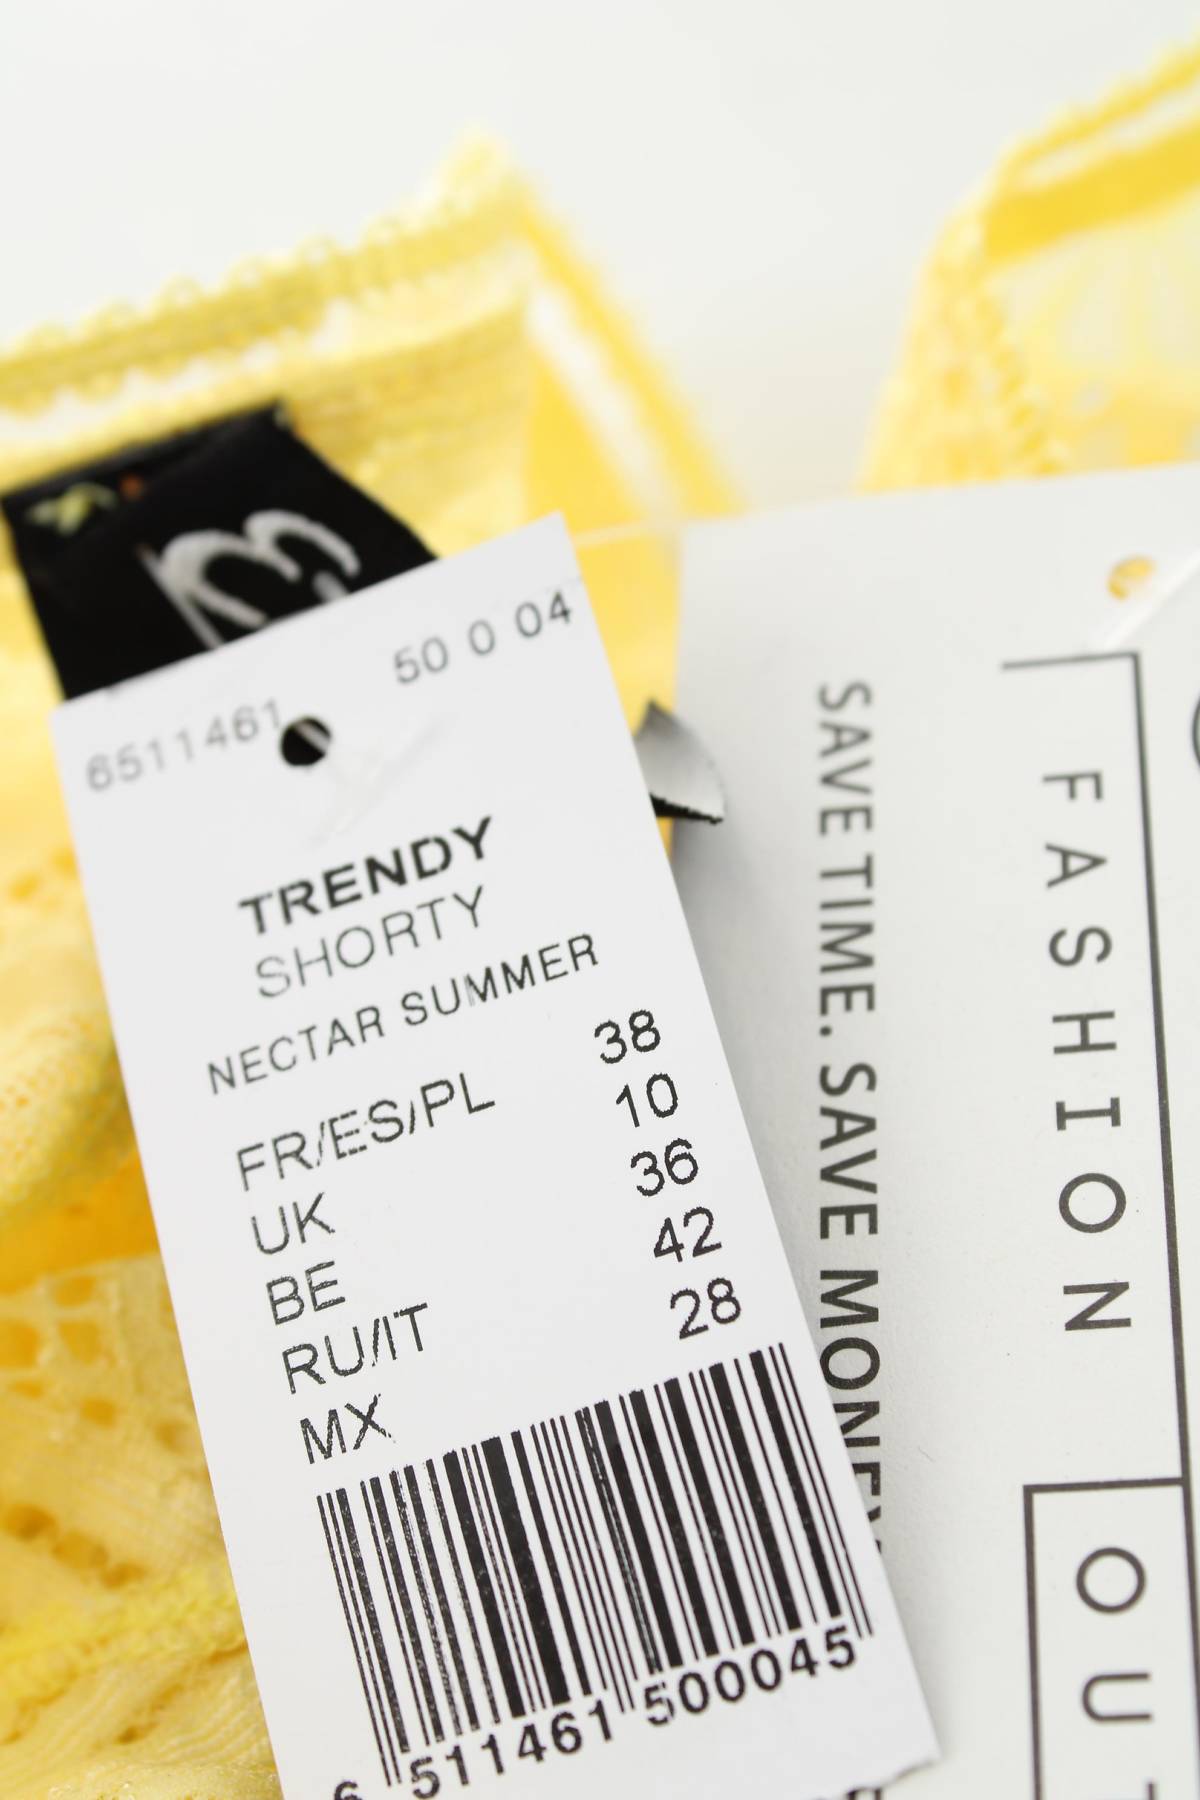 6511461 50 0 04
TRENDY
SHORTY
NECTAR SUMMER
FR/ES/PL 38
UK 10
BE 36
RU/IT 42
MX 28
6 511461 500045
SAVE TIME. SAVE MONEY
FASHION